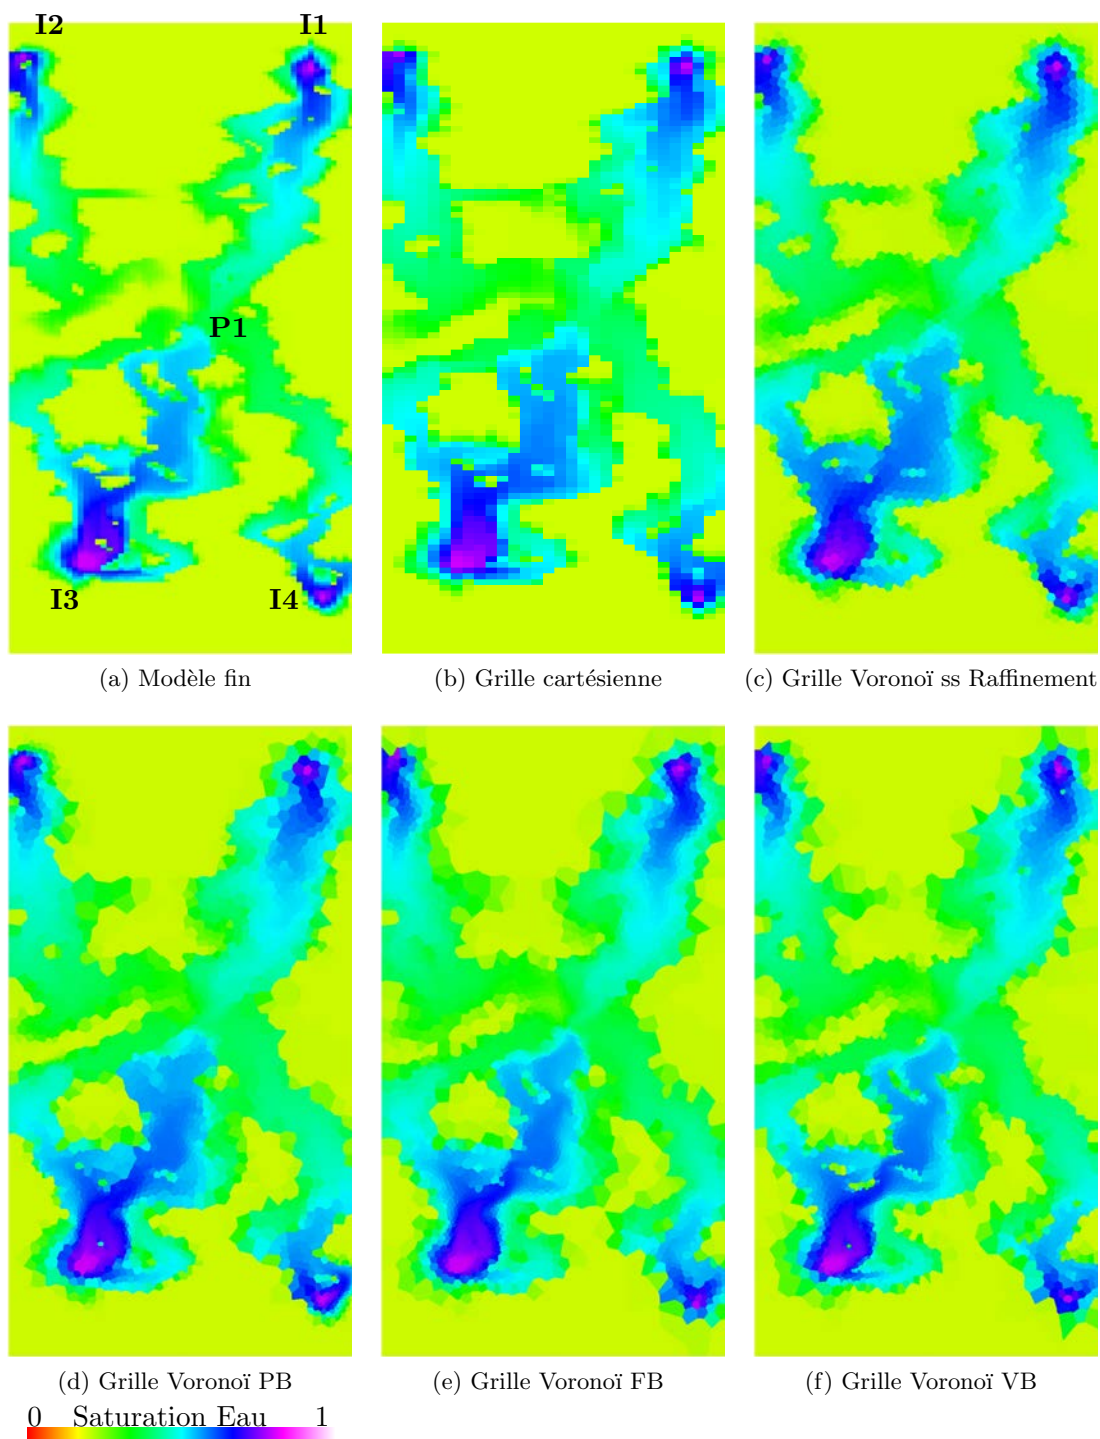 I2 I1
P1
I3 I4
(a) Modèle fin
(b) Grille cartésienne
(c) Grille Voronoï ss Raffinement
(d) Grille Voronoï PB
(e) Grille Voronoï FB
(f) Grille Voronoï VB
0 Saturation Eau 1